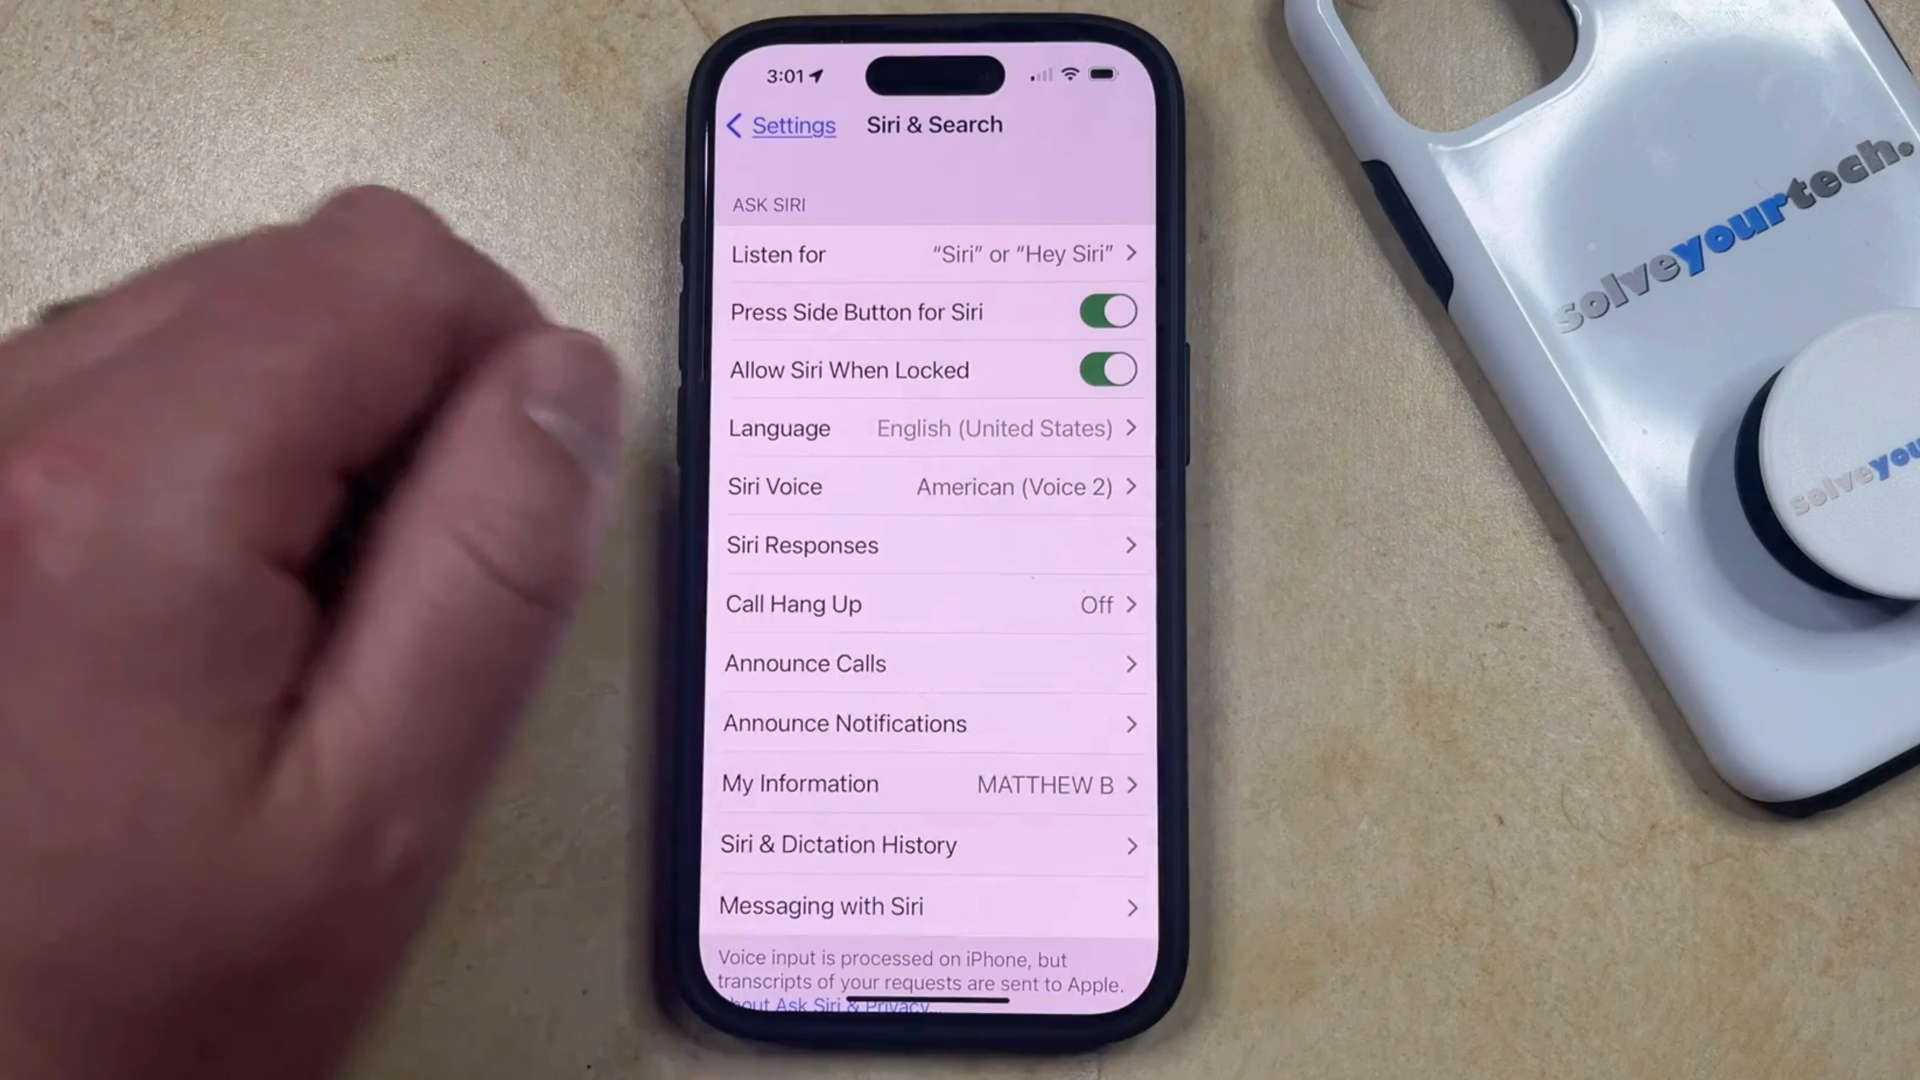 3:01
Settings
Siri & Search
ASK SIRI
Listen for
“Siri” or “Hey Siri”
Press Side Button for Siri
Allow Siri When Locked
Language
English (United States)
Siri Voice
American (Voice 2)
Siri Responses
Call Hang Up
Off
Announce Calls
Announce Notifications
My Information
MATTHEW B
Siri & Dictation History
Messaging with Siri
Voice input is processed on iPhone, but
transcripts of your requests are sent to Apple.
About Ask Siri & Privacy...
solveyourtech.
solveyou